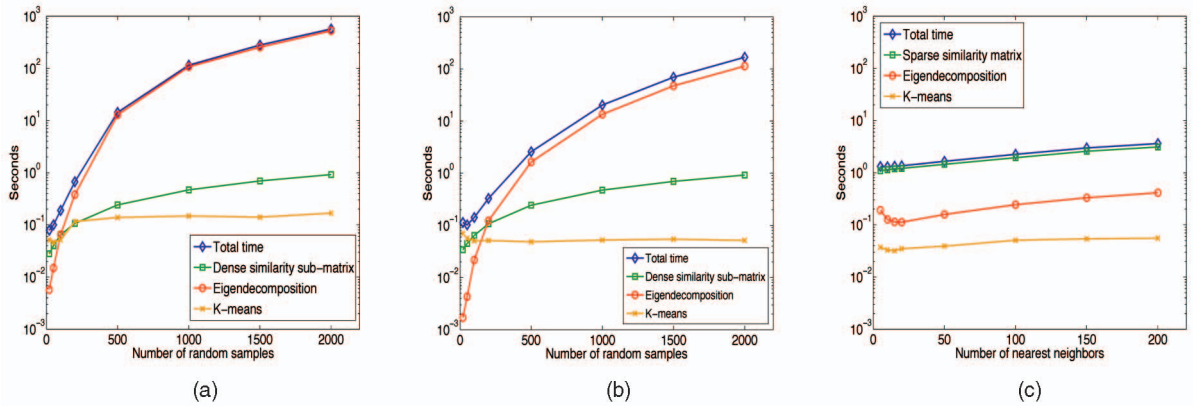 10^3
10^2
10^1
10^0
10^-1
10^-2
10^-3
Seconds
0 500 1000 1500 2000
Number of random samples
Total time
Dense similarity sub-matrix
Eigendecomposition
K-means
(a)
10^3
10^2
10^1
10^0
10^-1
10^-2
10^-3
Seconds
0 500 1000 1500 2000
Number of random samples
Total time
Dense similarity sub-matrix
Eigendecomposition
K-means
(b)
10^3
10^2
10^1
10^0
10^-1
10^-2
10^-3
Seconds
0 50 100 150 200
Number of nearest neighbors
Total time
Sparse similarity matrix
Eigendecomposition
K-means
(c)